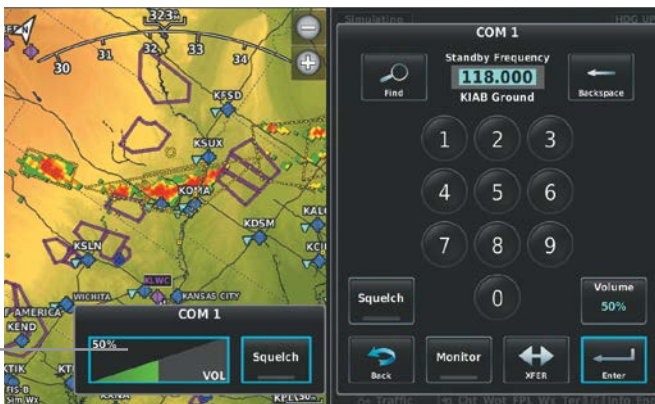 323°
30
31
32
33
34
KFSD
KSUX
KOMA
KDSM
KSLN
KLWC
WICHITA
KANSAS CITY
KEND
COM 1
50%
VOL
Squelch
Simulation
HDG UP
COM 1
Find
Standby Frequency
118.000
KIAB Ground
Backspace
1 2 3
4 5 6
7 8 9
0
Squelch
Volume
50%
Back
Monitor
XFER
Enter